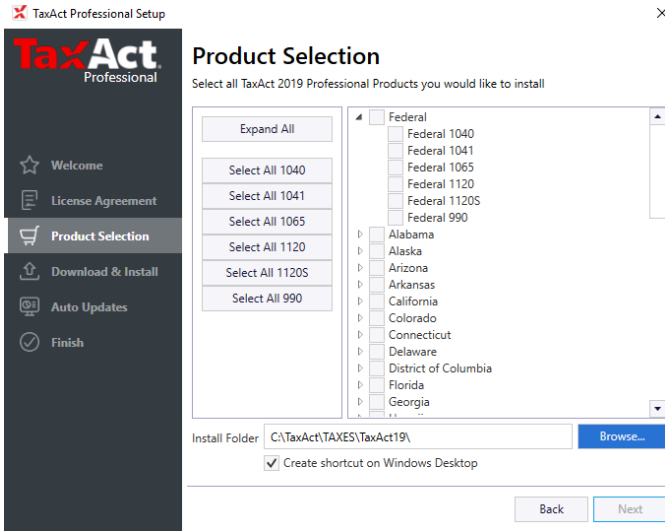 TaxAct Professional Setup
TaxAct.
Professional
Welcome
License Agreement
Product Selection
Download & Install
Auto Updates
Finish
Product Selection
Select all TaxAct 2019 Professional Products you would like to install
Expand All
Select All 1040
Select All 1041
Select All 1065
Select All 1120
Select All 1120S
Select All 990
Federal
Federal 1040
Federal 1041
Federal 1065
Federal 1120
Federal 1120S
Federal 990
Alabama
Alaska
Arizona
Arkansas
California
Colorado
Connecticut
Delaware
District of Columbia
Florida
Georgia
Install Folder C:\TaxAct\TAXES\TaxAct19\ Browse...
Create shortcut on Windows Desktop
Back Next